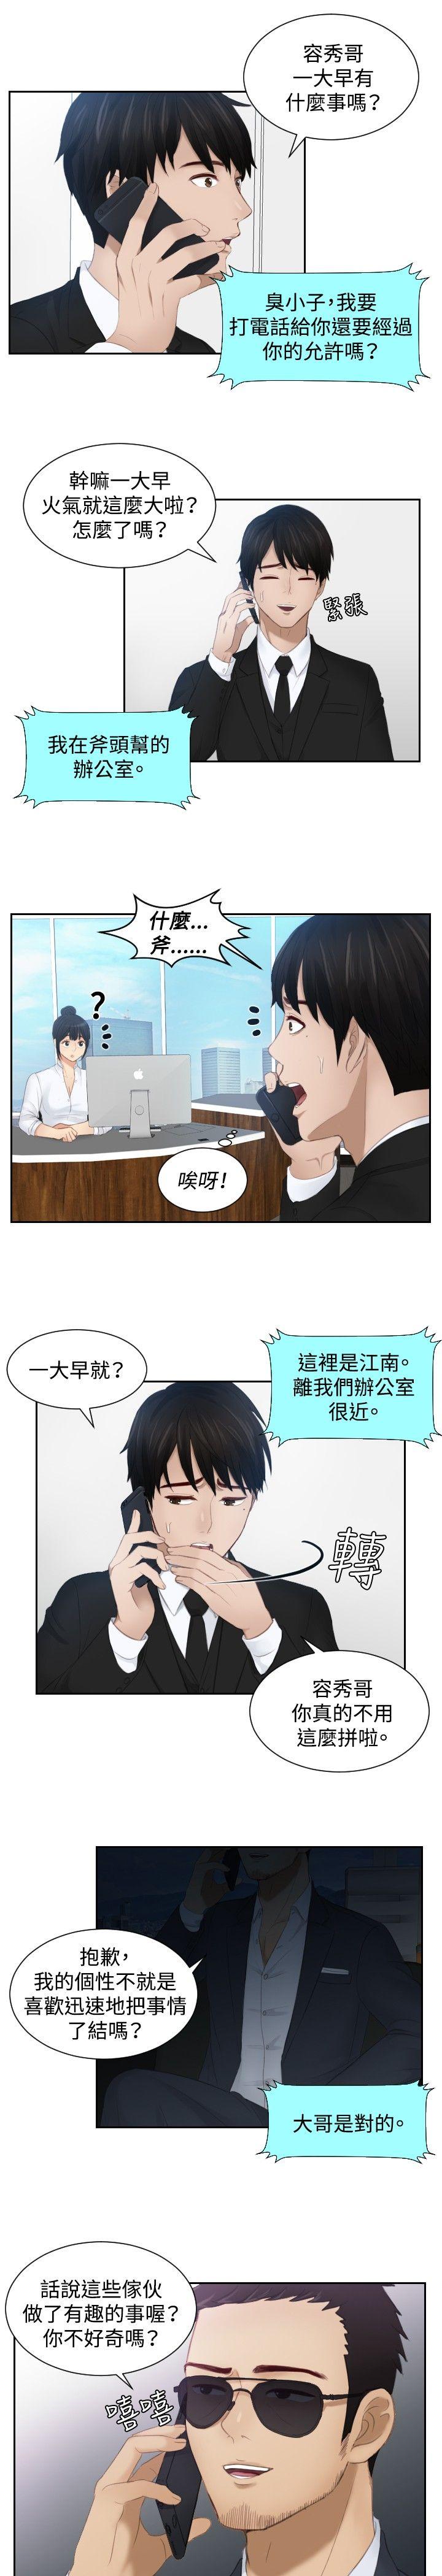 容秀哥
一大早有
什麼事嗎？
臭小子，我要
打電話給你還要經過
你的允許嗎？
幹嘛一大早
火氣就這麼大啦？
怎麼了嗎？
緊張
我在斧頭幫的
辦公室。
什麼...
斧......
?
唉呀！
一大早就？
這裡是江南。
離我們辦公室
很近。
轉
容秀哥
你真的不用
這麼拼啦。
抱歉，
我的個性不就是
喜歡迅速地把事情
了結嗎？
大哥是對的。
話說這些傢伙
做了有趣的事喔？
你不好奇嗎？
嘻嘻